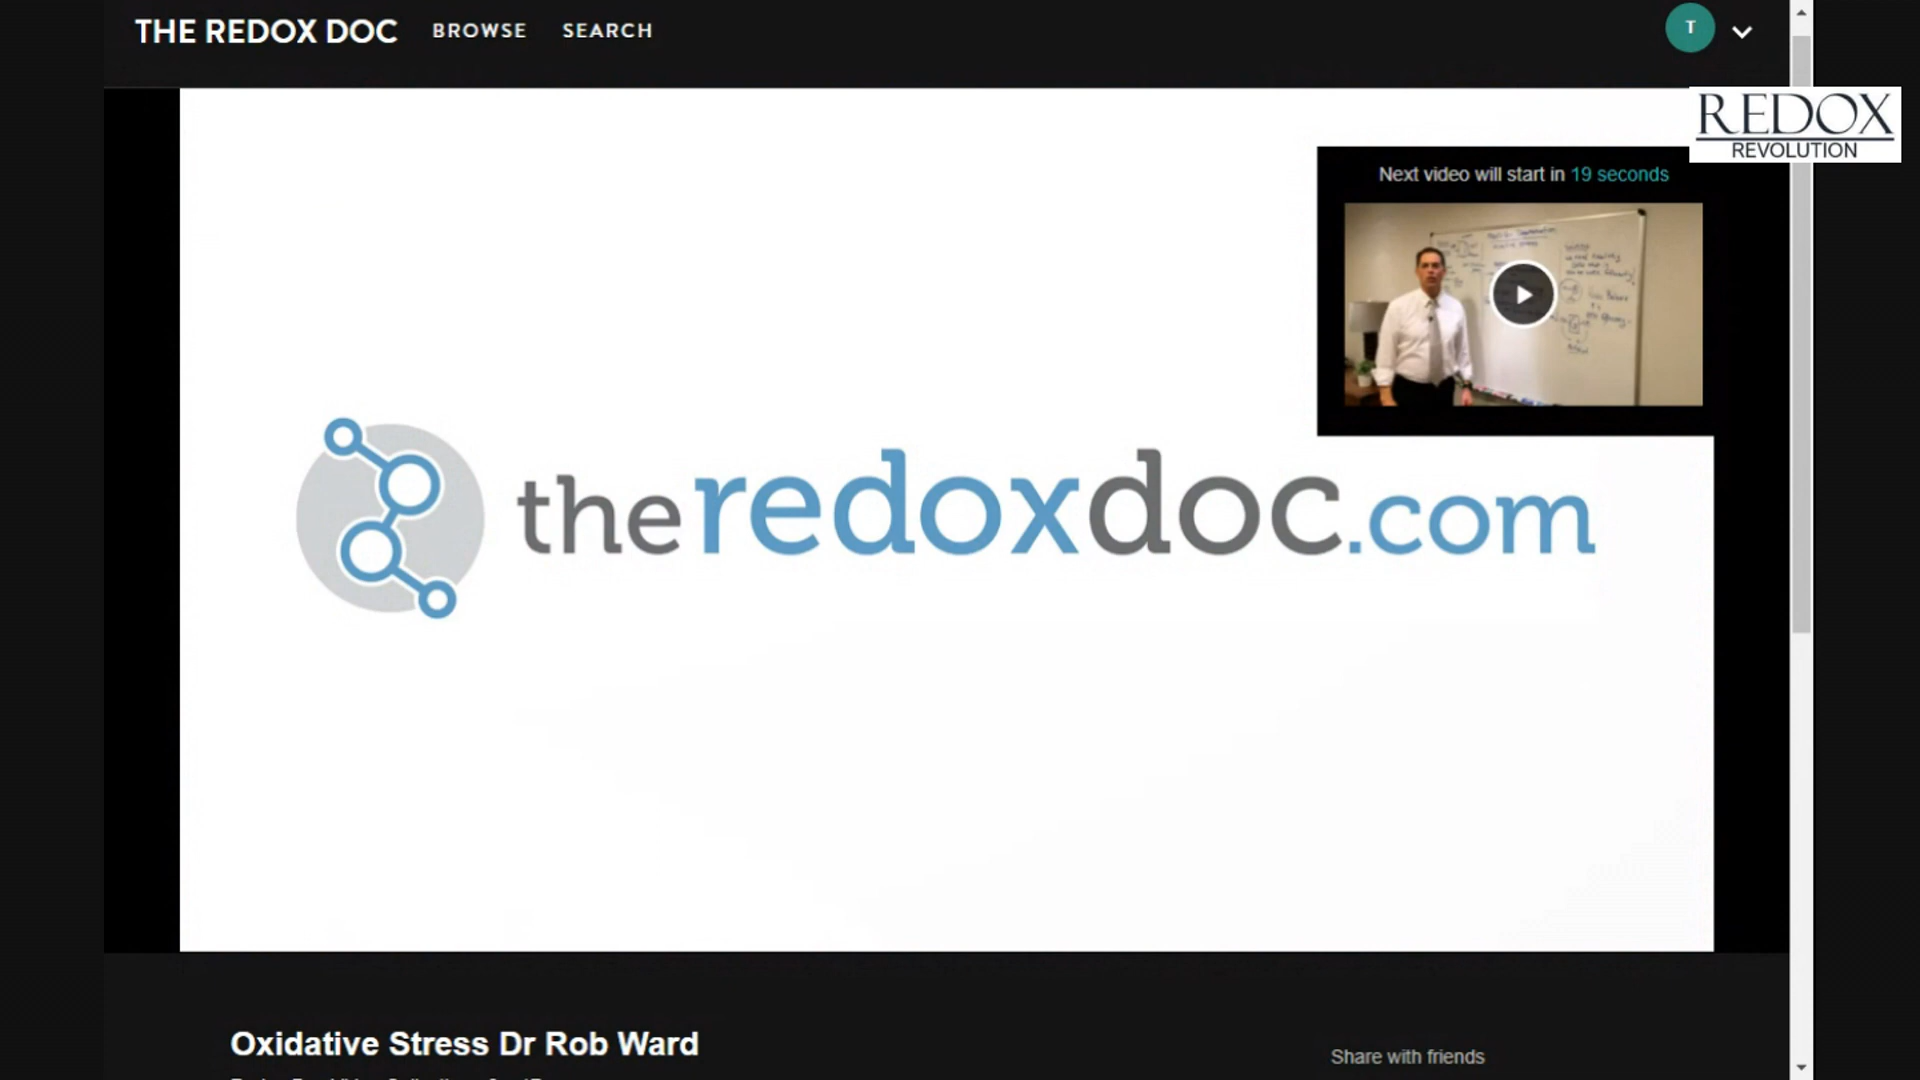 THE REDOX DOC BROWSE SEARCH T
REDOX
REVOLUTION
Next video will start in 19 seconds
theredoxdoc.com
Oxidative Stress Dr Rob Ward
Share with friends